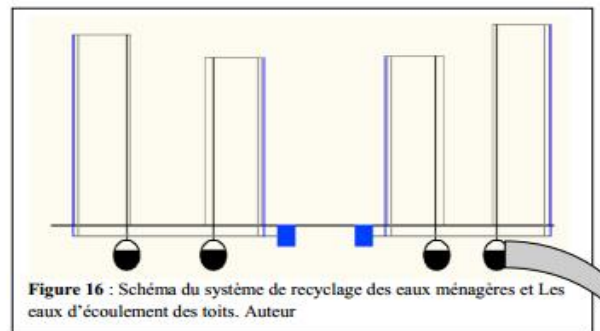 Figure 16 : Schéma du système de recyclage des eaux ménagères et Les
eaux d'écoulement des toits. Auteur